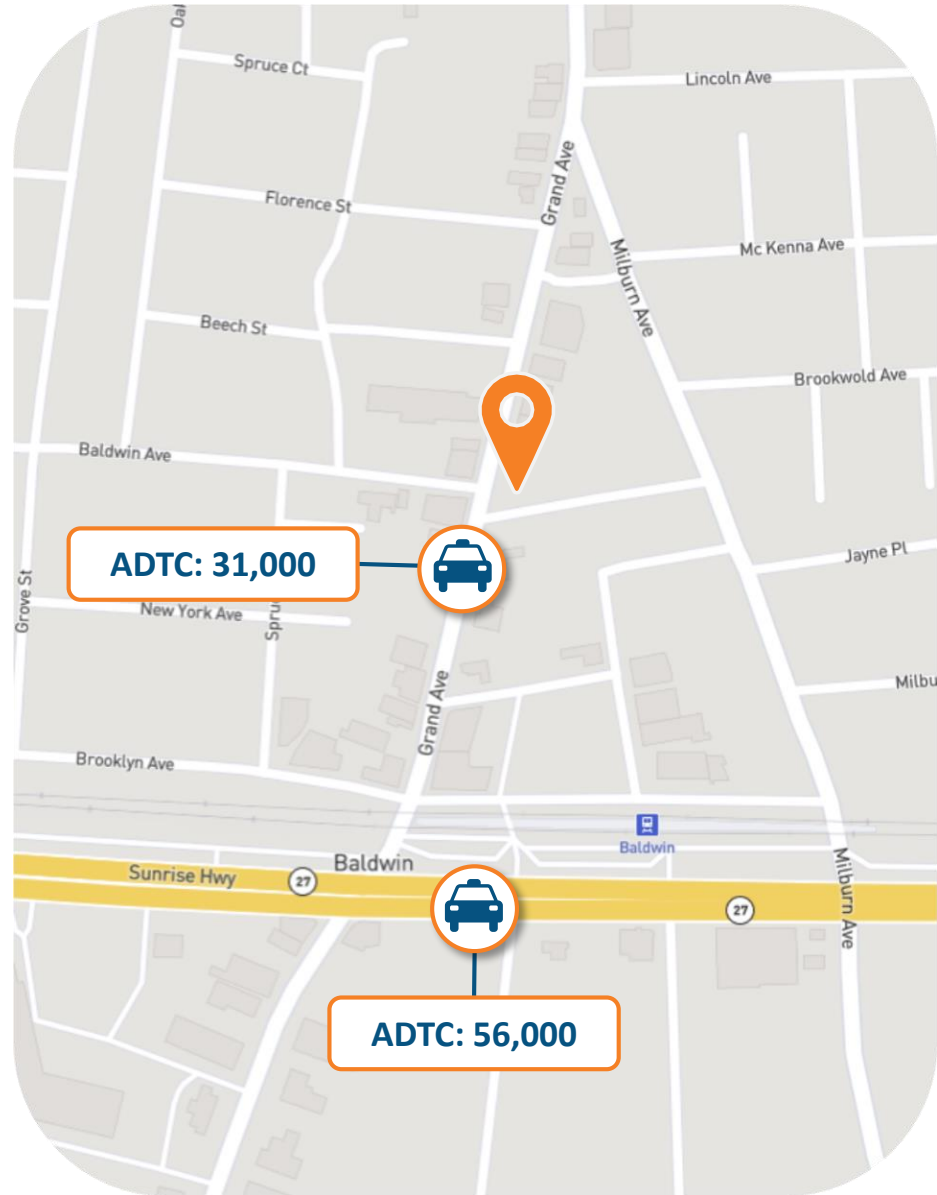 Oa
Spruce Ct
Lincoln Ave
Grand Ave
Florence St
Milburn Ave
Mc Kenna Ave
Beech St
Brookwold Ave
Baldwin Ave
ADTC: 31,000
Jayne Pl
Grove St
New York Ave
Spru
Milbu
Grand Ave
Brooklyn Ave
Baldwin
Baldwin
Sunrise Hwy
27
27
Milburn Ave
ADTC: 56,000